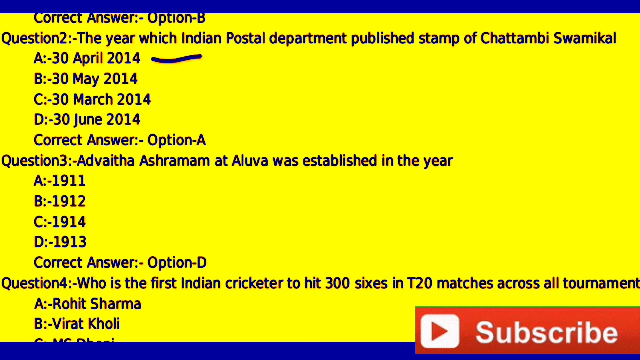 Correct Answer:- Option-B
Question2:-The year which Indian Postal department published stamp of Chattambi Swamikal
A:-30 April 2014
B:-30 May 2014
C:-30 March 2014
D:-30 June 2014
Correct Answer:- Option-A
Question3:-Advaitha Ashramam at Aluva was established in the year
A:-1911
B:-1912
C:-1914
D:-1913
Correct Answer:- Option-D
Question4:-Who is the first Indian cricketer to hit 300 sixes in T20 matches across all tournament
A:-Rohit Sharma
B:-Virat Kholi
C:-MS Dhoni
Subscribe